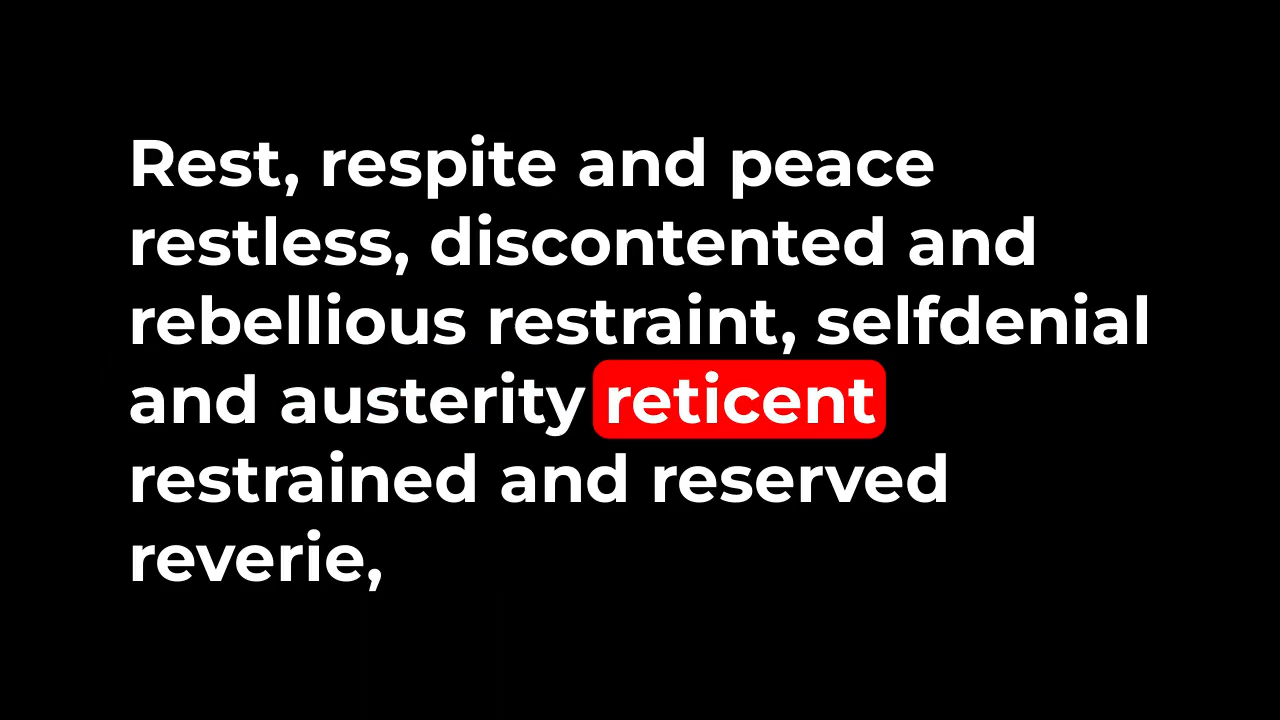 Rest, respite and peace
restless, discontented and
rebellious restraint, selfdenial
and austerity reticent
restrained and reserved
reverie,